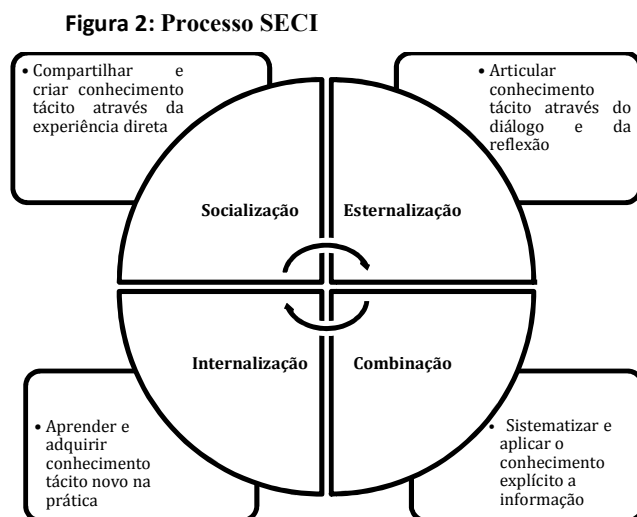 Figura 2: Processo SECI
• Compartilhar e
criar conhecimento
tácito através da
experiência direta
• Articular
conhecimento
tácito através do
diálogo e da
reflexão
Socialização
Esternalização
Internalização
Combinação
• Aprender e
adquirir
conhecimento
tácito novo na
prática
• Sistematizar e
aplicar o
conhecimento
explícito a
informação